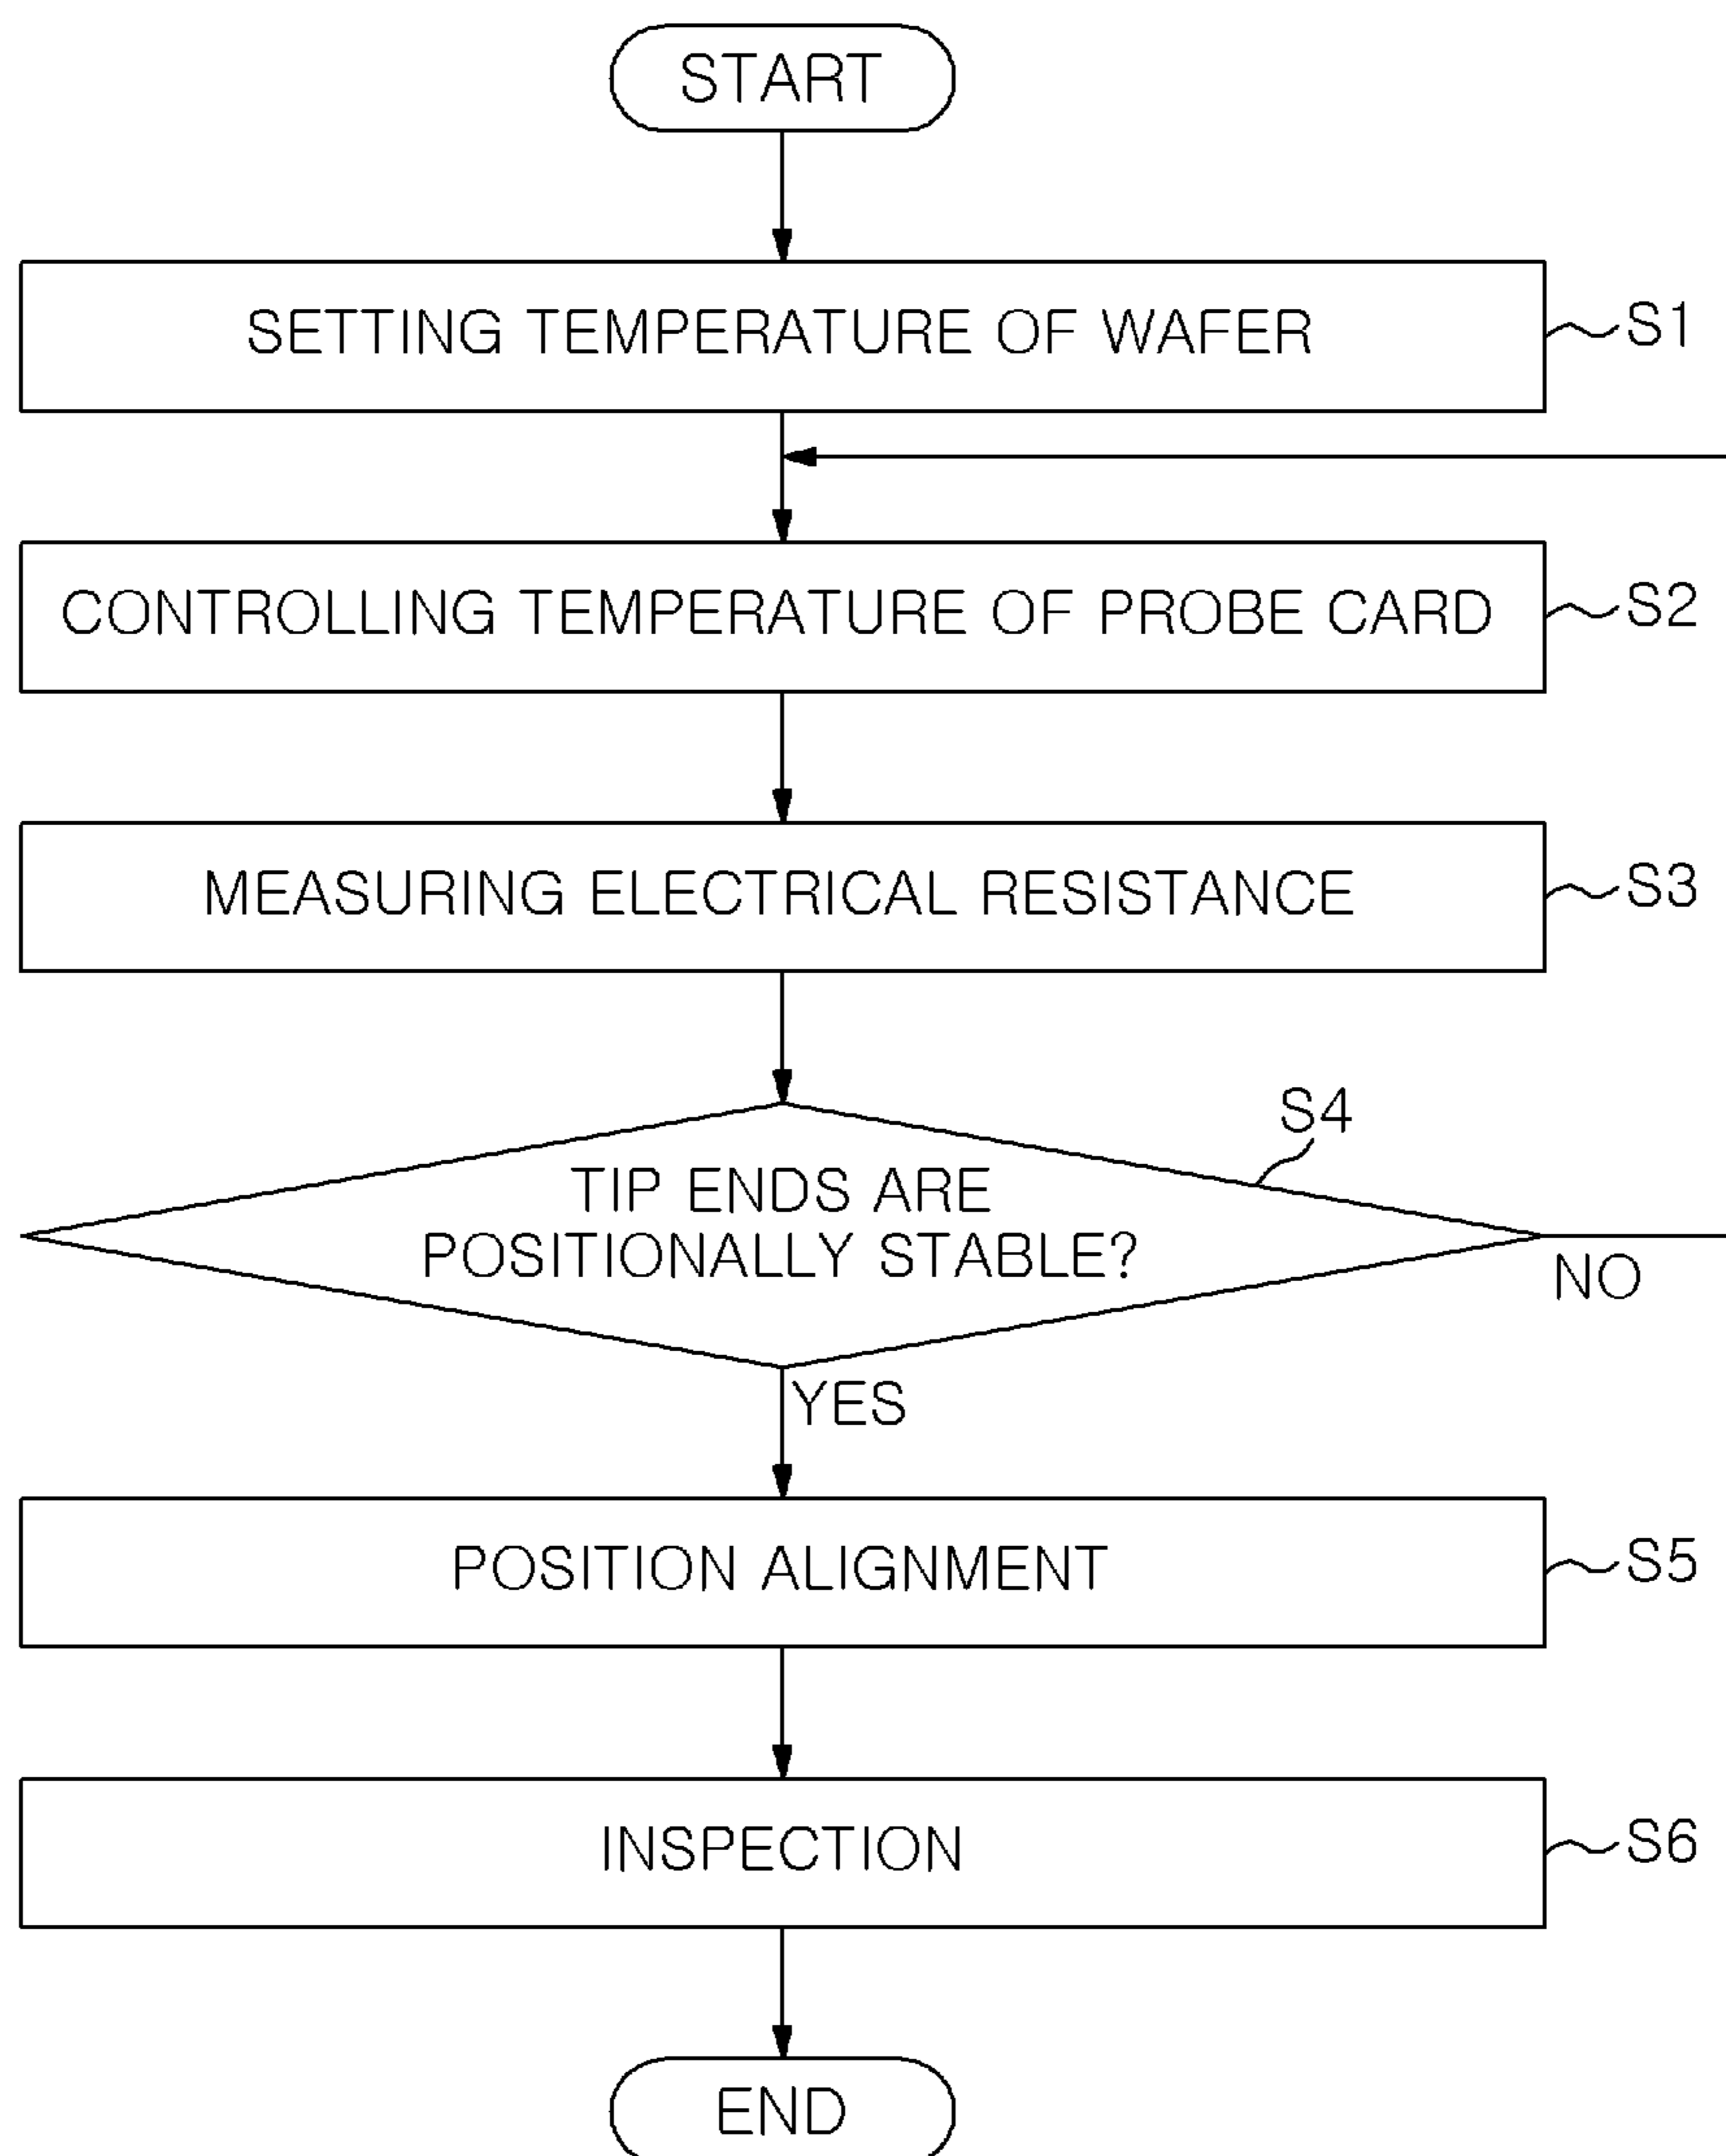 START
SETTING TEMPERATURE OF WAFER
S1
CONTROLLING TEMPERATURE OF PROBE CARD
S2
MEASURING ELECTRICAL RESISTANCE
S3
S4
TIP ENDS ARE
POSITIONALLY STABLE?
NO
YES
POSITION ALIGNMENT
S5
INSPECTION
S6
END